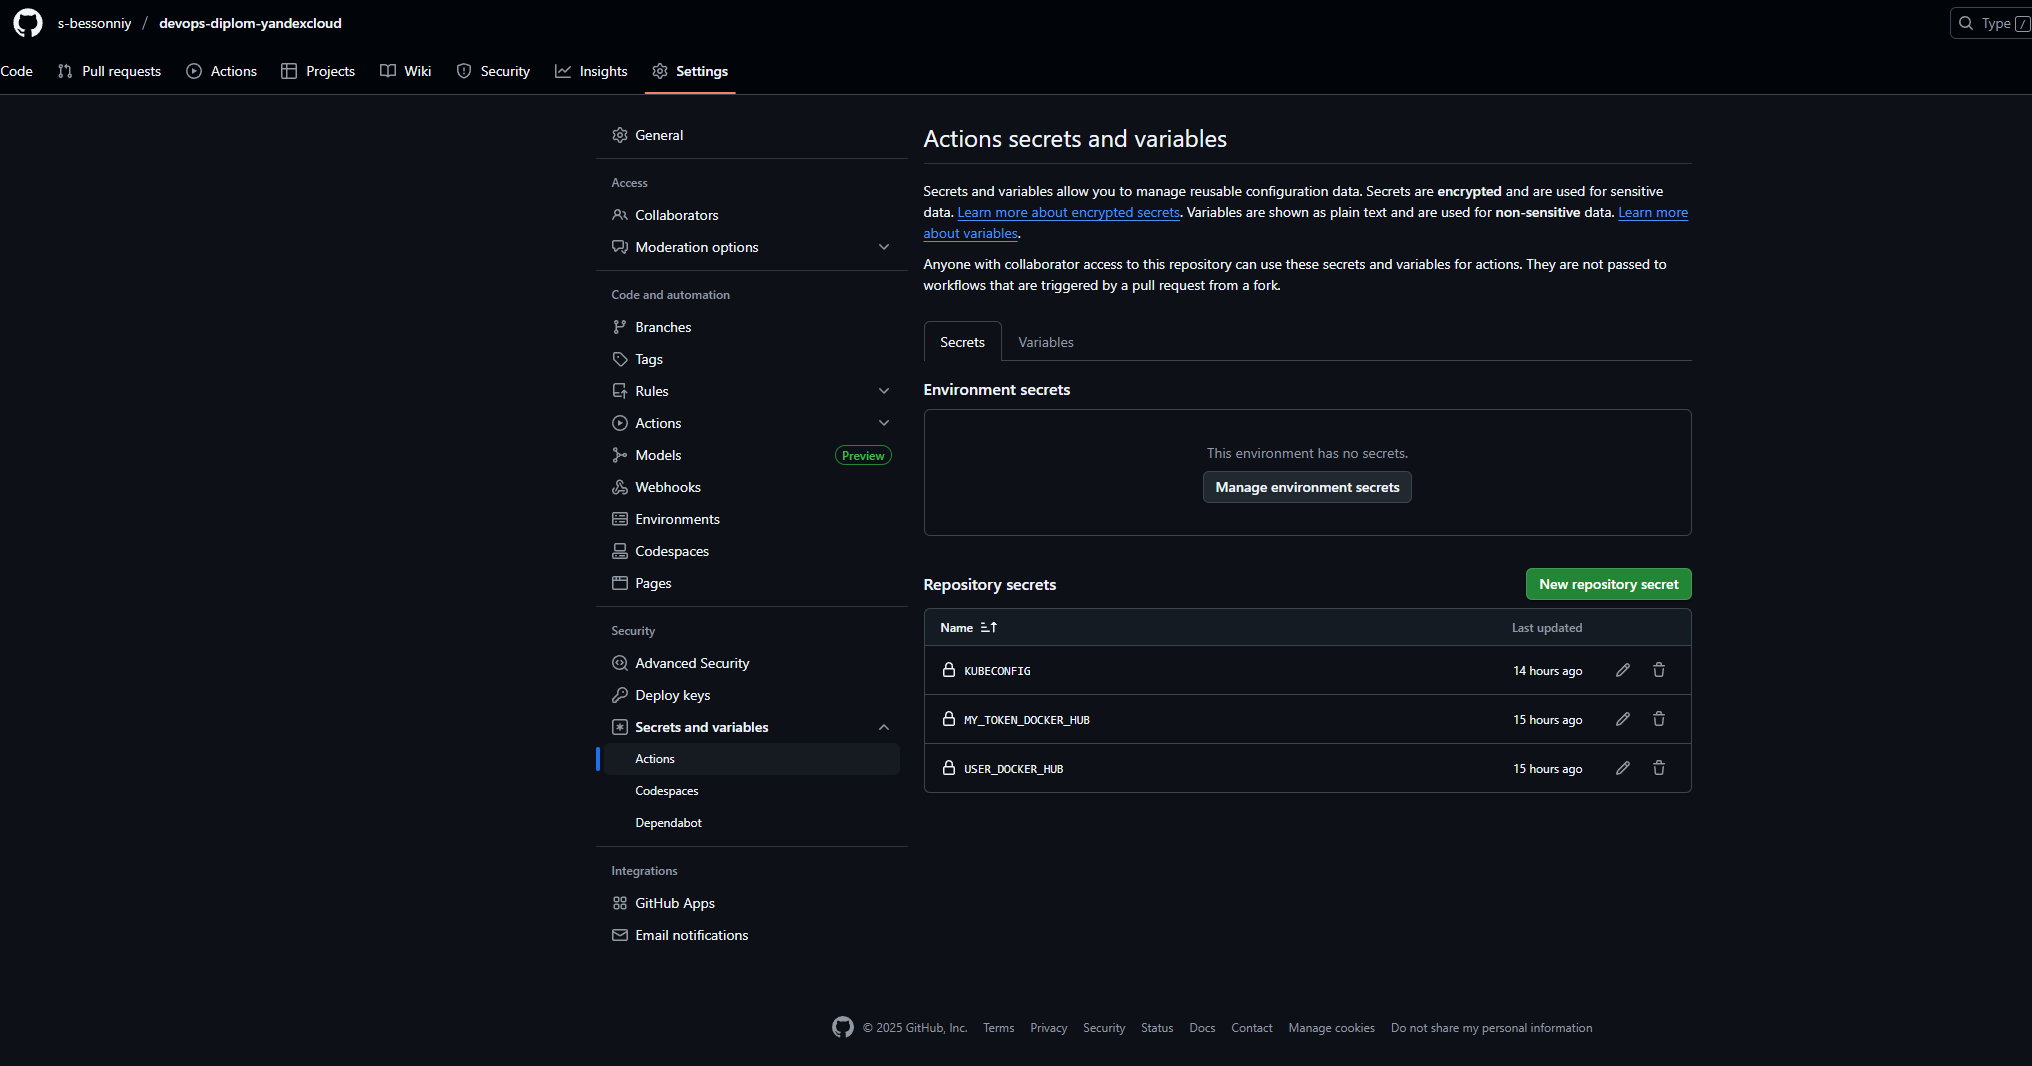 s-bessonniy / devops-diplom-yandexcloud
Type /
Code Pull requests Actions Projects Wiki Security Insights Settings
General
Access
Collaborators
Moderation options
Code and automation
Branches
Tags
Rules
Actions
Models Preview
Webhooks
Environments
Codespaces
Pages
Security
Advanced Security
Deploy keys
Secrets and variables
Actions
Codespaces
Dependabot
Integrations
GitHub Apps
Email notifications
Actions secrets and variables
Secrets and variables allow you to manage reusable configuration data. Secrets are encrypted and are used for sensitive
data. Learn more about encrypted secrets. Variables are shown as plain text and are used for non-sensitive data. Learn more
about variables.
Anyone with collaborator access to this repository can use these secrets and variables for actions. They are not passed to
workflows that are triggered by a pull request from a fork.
Secrets Variables
Environment secrets
This environment has no secrets.
Manage environment secrets
Repository secrets New repository secret
Name Last updated
KUBECONFIG 14 hours ago
MY_TOKEN_DOCKER_HUB 15 hours ago
USER_DOCKER_HUB 15 hours ago
© 2025 GitHub, Inc. Terms Privacy Security Status Docs Contact Manage cookies Do not share my personal information